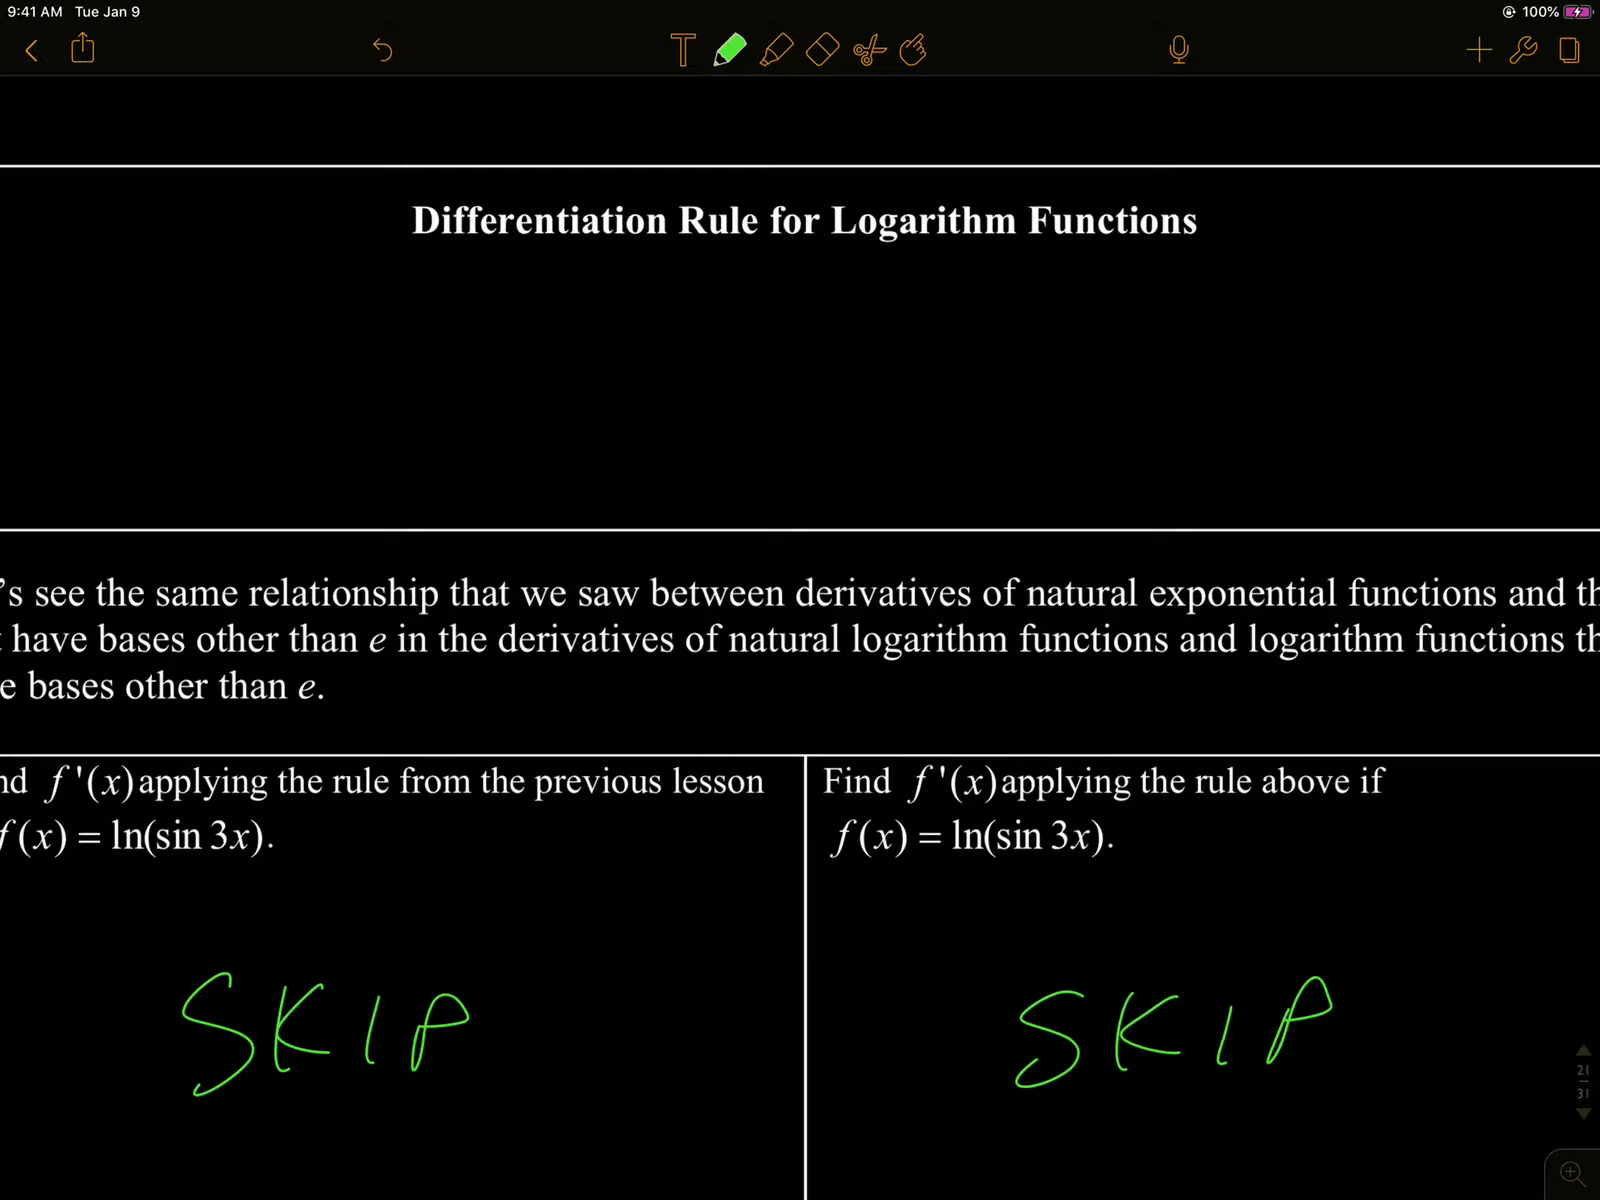 9:41 AM Tue Jan 9
100%
Differentiation Rule for Logarithm Functions
's see the same relationship that we saw between derivatives of natural exponential functions and th
have bases other than e in the derivatives of natural logarithm functions and logarithm functions th
e bases other than e.
nd f'(x) applying the rule from the previous lesson
f(x) = ln(sin 3x).
SKIP
Find f'(x) applying the rule above if
f(x) = ln(sin 3x).
SKIP
21
31